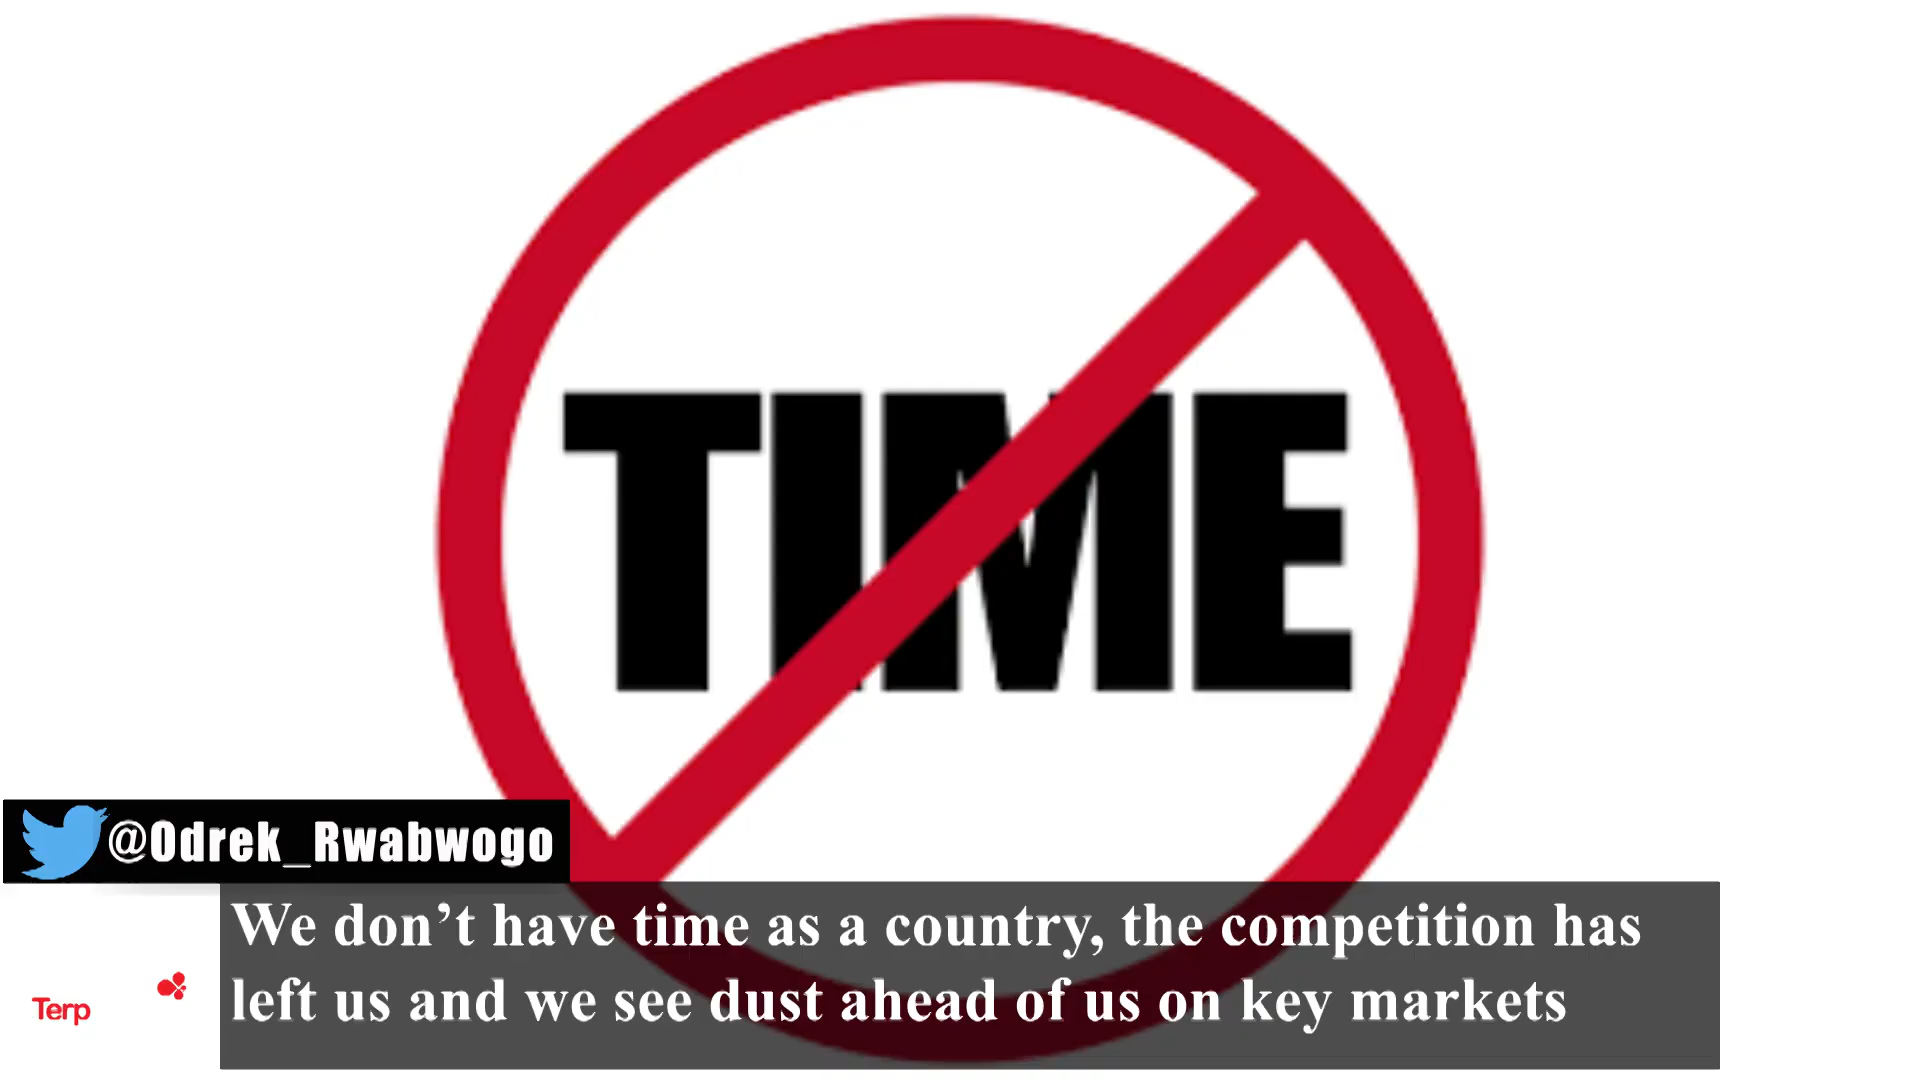 TIME
@Odrek_Rwabwogo
We don’t have time as a country, the competition has
left us and we see dust ahead of us on key markets
Terp